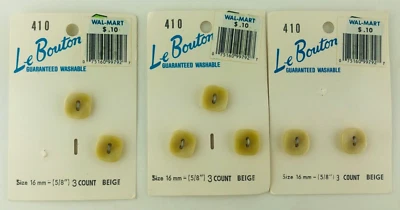 410
WAL-MART
$.10
Le Bouton
GUARANTEED WASHABLE
Size 16 mm-(5/8") 3 COUNT BEIGE
410
WAL-MART
$.10
Le Bouton
GUARANTEED WASHABLE
Size 16 mm-(5/8") 3 COUNT BEIGE
410
WAL-MART
$.10
Le Bouton
GUARANTEED WASHABLE
Size 16 mm-(5/8") 3 COUNT BEIGE